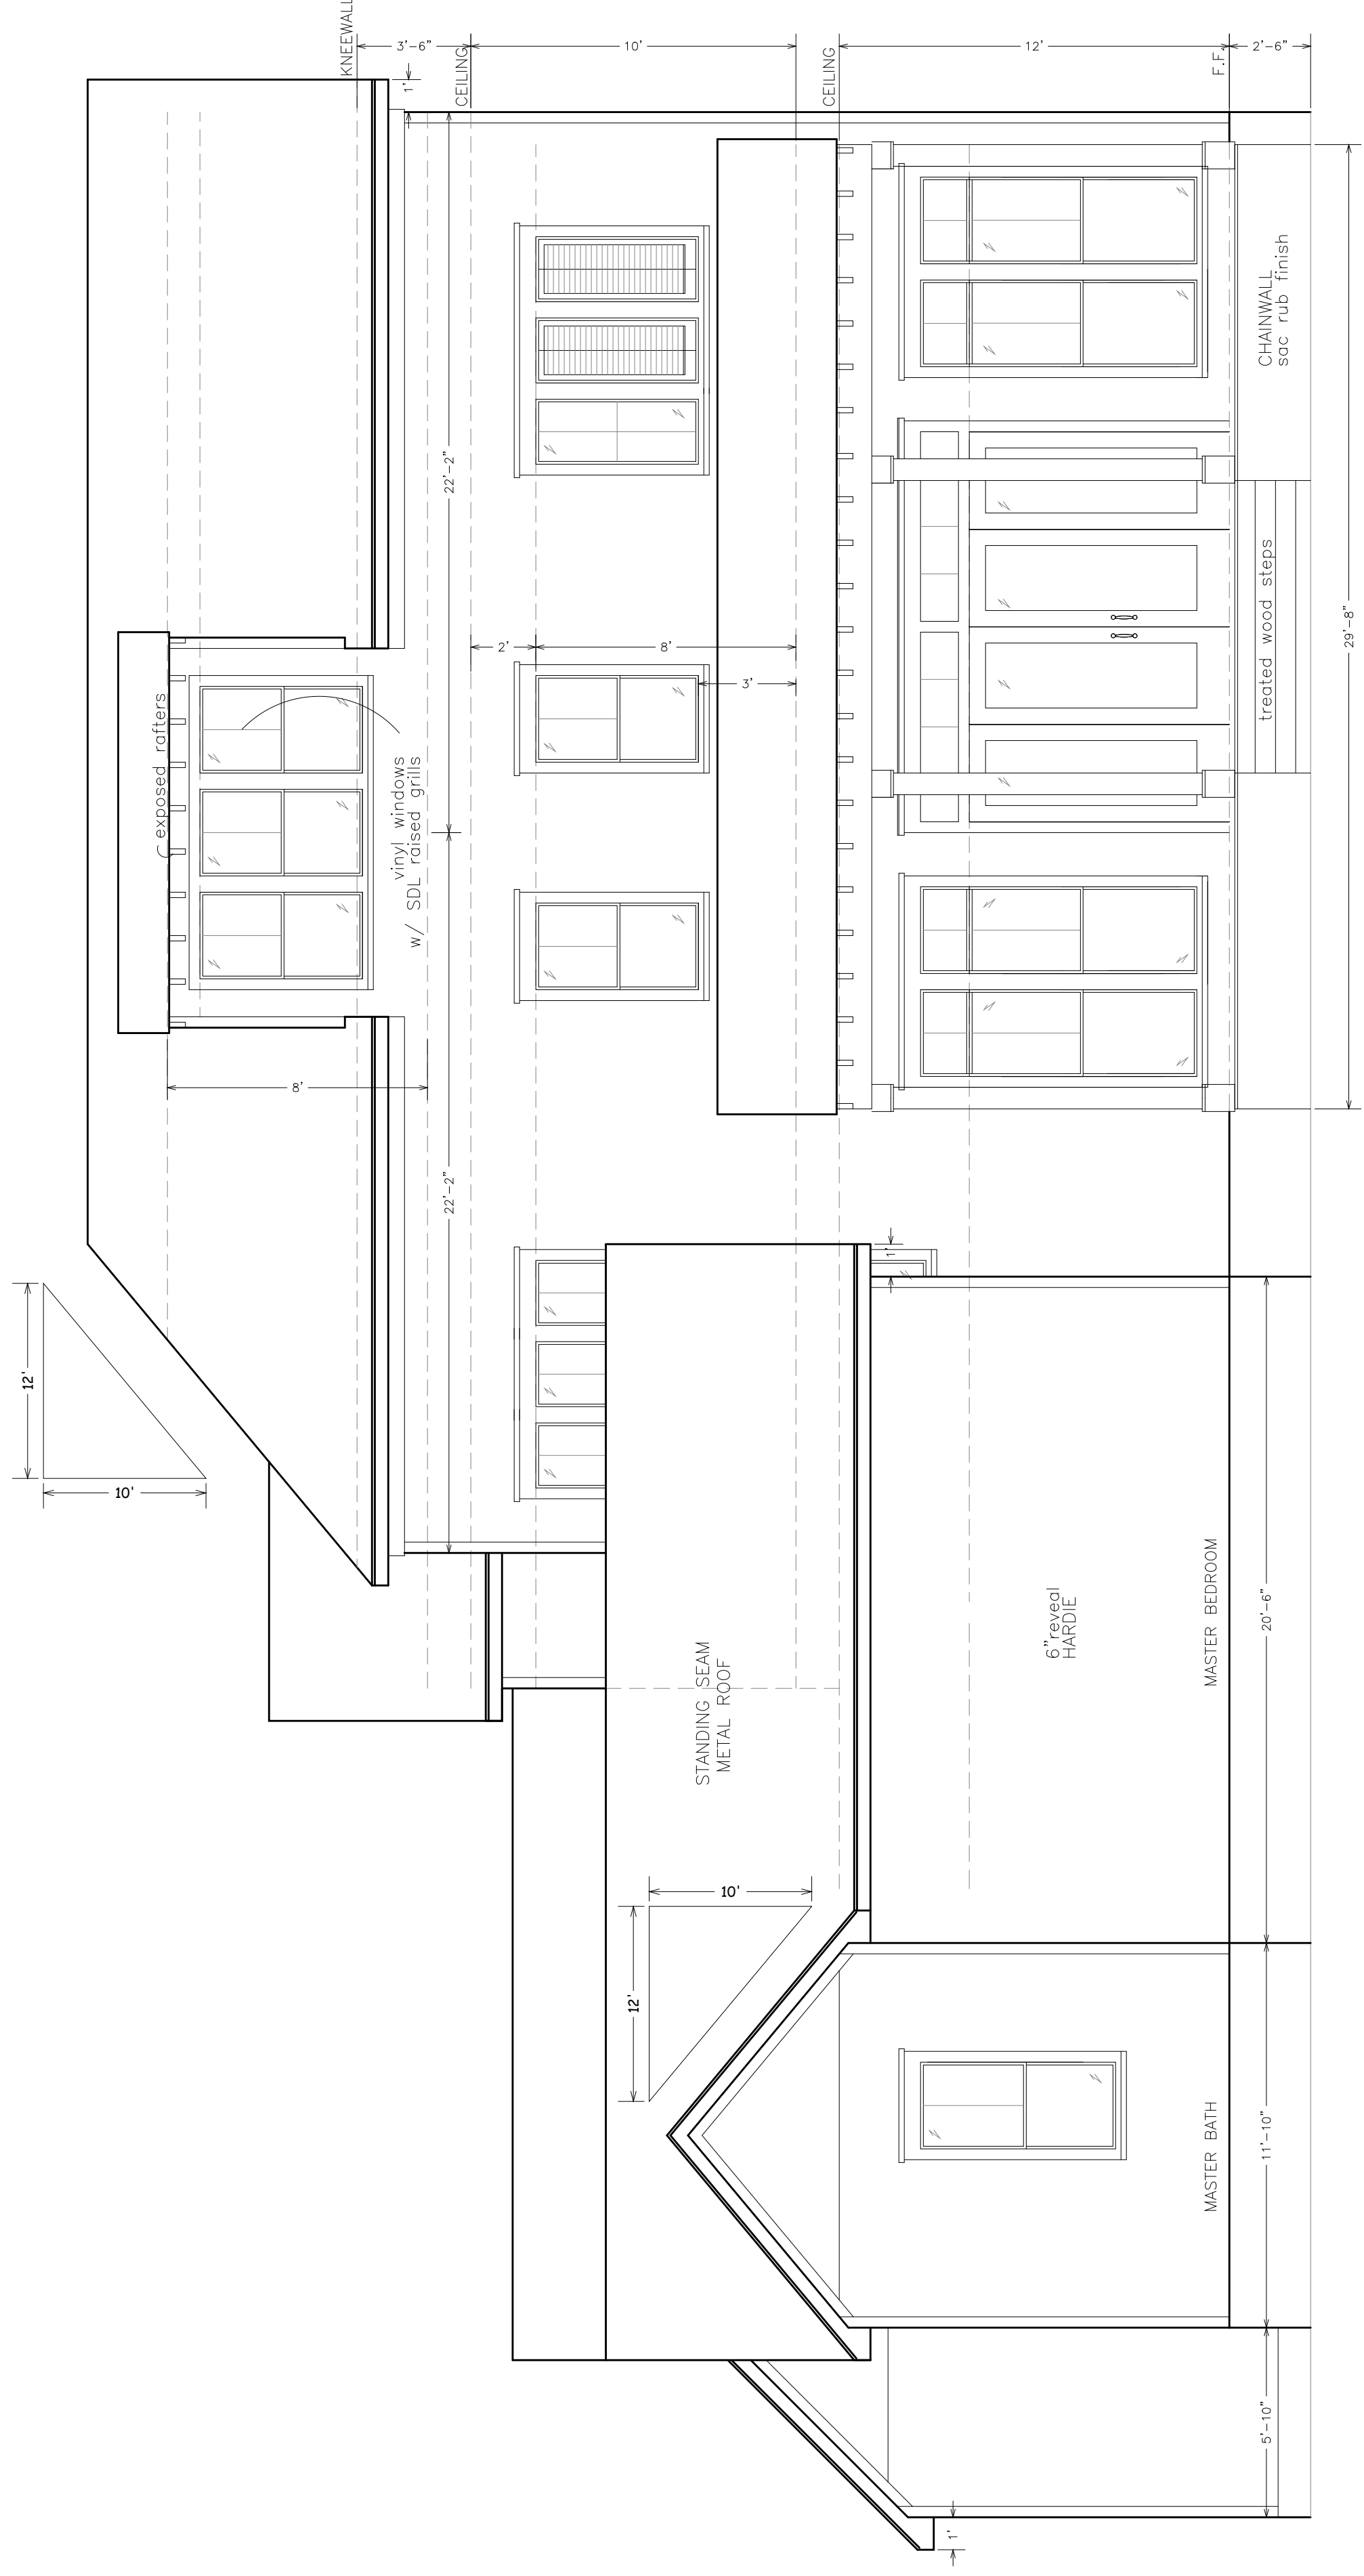 KNEEWALL
3'-6"
CEILING
10'
CEILING
12'
F.F.
2'-6"
1'
22'-2"
CHAINWALL
sac rub finish
29'-8"
treated wood steps
exposed rafters
vinyl windows
w/ SDL raised grills
2'
8'
3'
8'
22'-2"
1'
12'
10'
6"reveal
HARDIE
MASTER BEDROOM
20'-6"
STANDING SEAM
METAL ROOF
10'
12'
MASTER BATH
11'-10"
5'-10"
1'